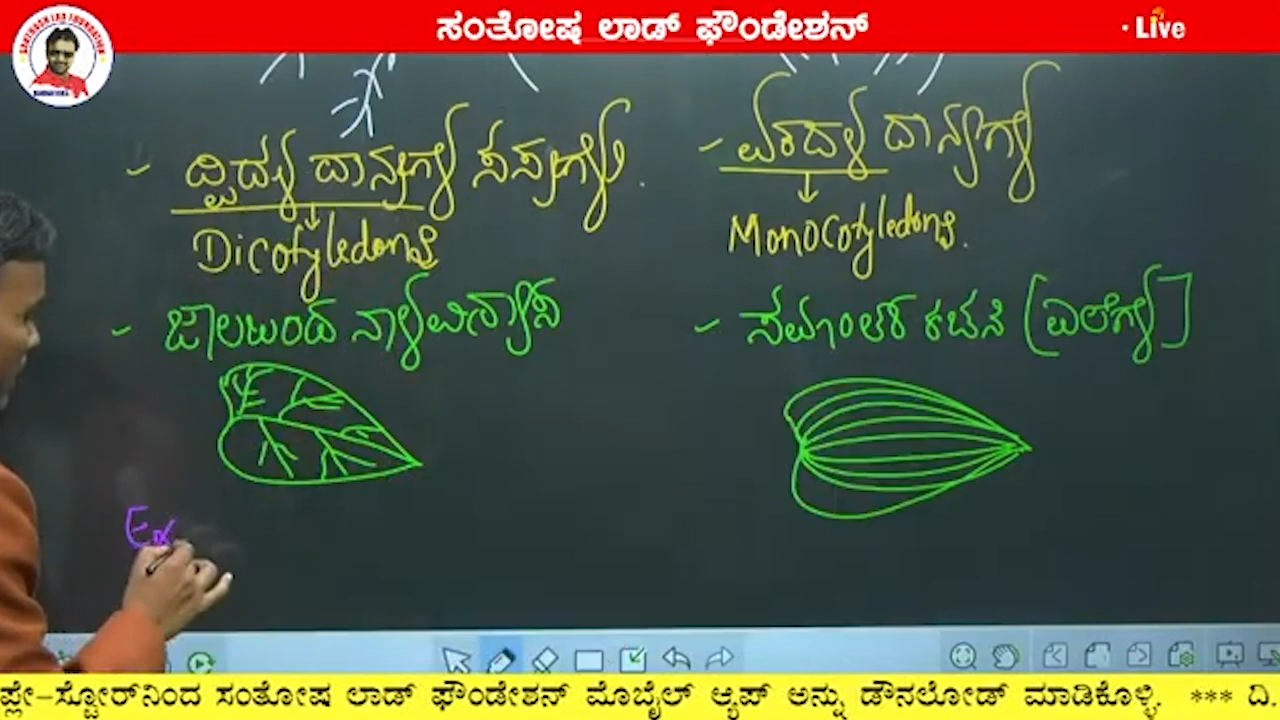 ಸಂತೋಷ ಲಾಡ್ ಫೌಂಡೇಶನ್
· Live
- ದ್ವಿದಳ ದಾನ್ಯಗಳ ಸಸ್ಯಗಳು.
Dicotyledons
- ಜಾಲಬಂಧ ನಾಳವಿನ್ಯಾಸ
- ಏಕದಳ ದಾನ್ಯಗಳ
Monocotyledons.
- ಸಮಾಂತರ ರಚನೆ (ಎಲೆಗಳ]
Ex
ಪ್ಲೇ-ಸ್ಟೋರ್‌ನಿಂದ ಸಂತೋಷ ಲಾಡ್ ಫೌಂಡೇಶನ್ ಮೊಬೈಲ್ ಆ್ಯಪ್ ಅನ್ನು ಡೌನಲೋಡ್ ಮಾಡಿಕೊಳ್ಳಿ. *** ದಿ.